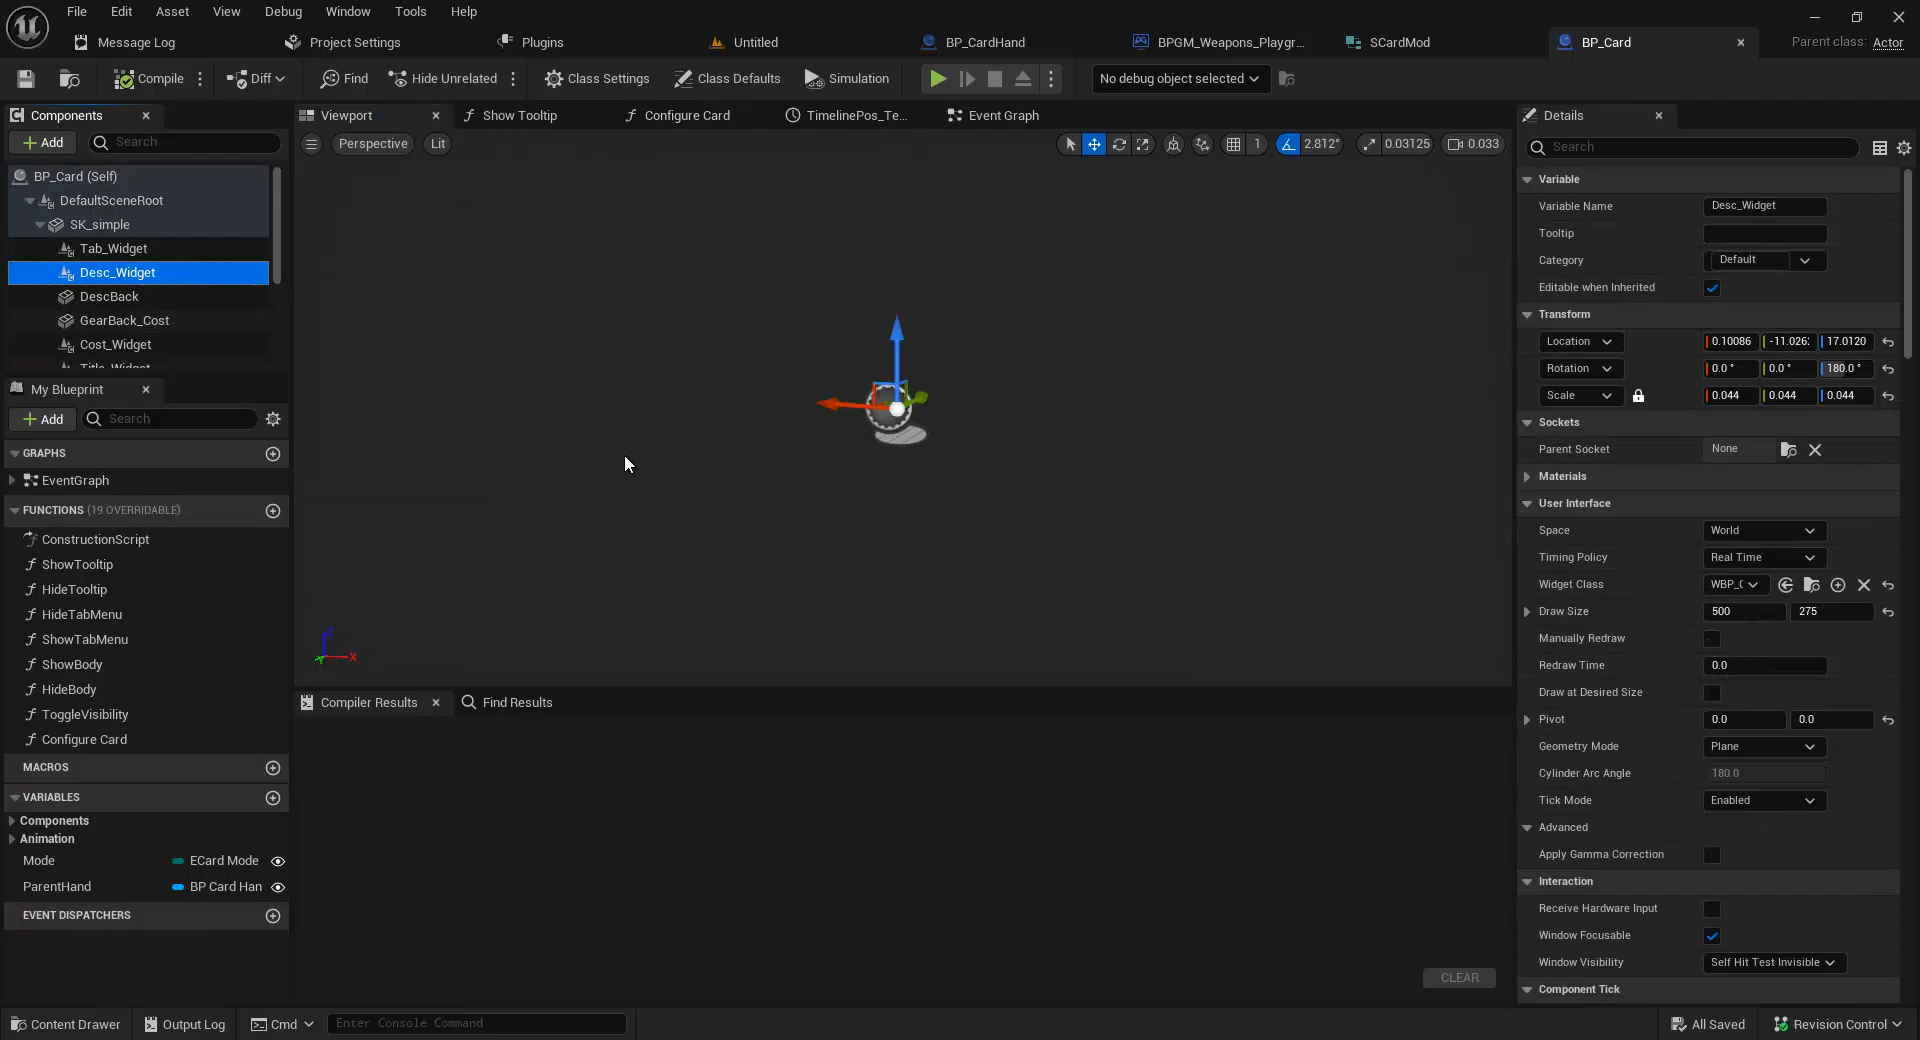 File Edit Asset View Debug Window Tools Help
Message Log Project Settings Plugins Untitled BP_CardHand BPGM_Weapons_Playgr... SCardMod BP_Card Parent class: Actor
Compile Diff Find Hide Unrelated Class Settings Class Defaults Simulation No debug object selected
Components
Add Search
BP_Card (Self)
DefaultSceneRoot
SK_simple
Tab_Widget
Desc_Widget
DescBack
GearBack_Cost
Cost_Widget
Title_Widget
My Blueprint
Add Search
GRAPHS
EventGraph
FUNCTIONS (19 OVERRIDABLE)
ConstructionScript
ShowTooltip
HideTooltip
HideTabMenu
ShowTabMenu
ShowBody
HideBody
ToggleVisibility
Configure Card
MACROS
VARIABLES
Components
Animation
Mode ECard Mode
ParentHand BP Card Han
EVENT DISPATCHERS
Viewport Show Tooltip Configure Card TimelinePos_Te... Event Graph
Perspective Lit 1 2.812° 0.03125 0.033
Z
X
Y
Compiler Results Find Results
CLEAR
Details
Search
Variable
Variable Name Desc_Widget
Tooltip
Category Default
Editable when Inherited
Transform
Location 0.10086 -11.026 17.0120
Rotation 0.0 ° 0.0 ° 180.0 °
Scale 0.044 0.044 0.044
Sockets
Parent Socket None
Materials
User Interface
Space World
Timing Policy Real Time
Widget Class WBP_C
Draw Size 500 275
Manually Redraw
Redraw Time 0.0
Draw at Desired Size
Pivot 0.0 0.0
Geometry Mode Plane
Cylinder Arc Angle 180.0
Tick Mode Enabled
Advanced
Apply Gamma Correction
Interaction
Receive Hardware Input
Window Focusable
Window Visibility Self Hit Test Invisible
Component Tick
Content Drawer Output Log Cmd Enter Console Command All Saved Revision Control